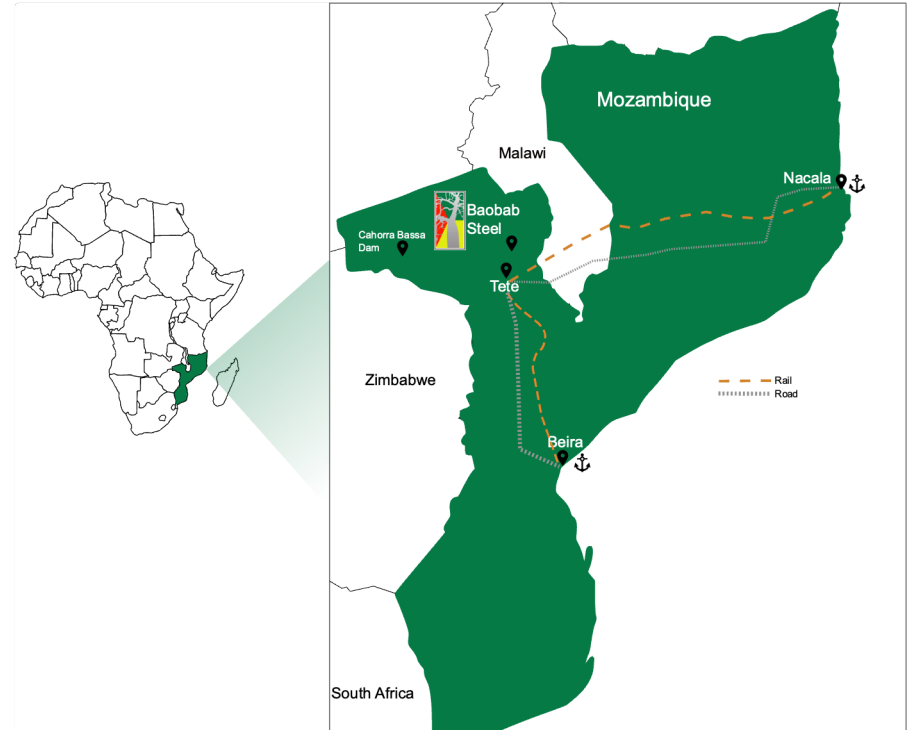 Mozambique
Malawi
Nacala
Baobab
Steel
Cahorra Bassa
Dam
Tete
Zimbabwe
Rail
Road
Beira
South Africa